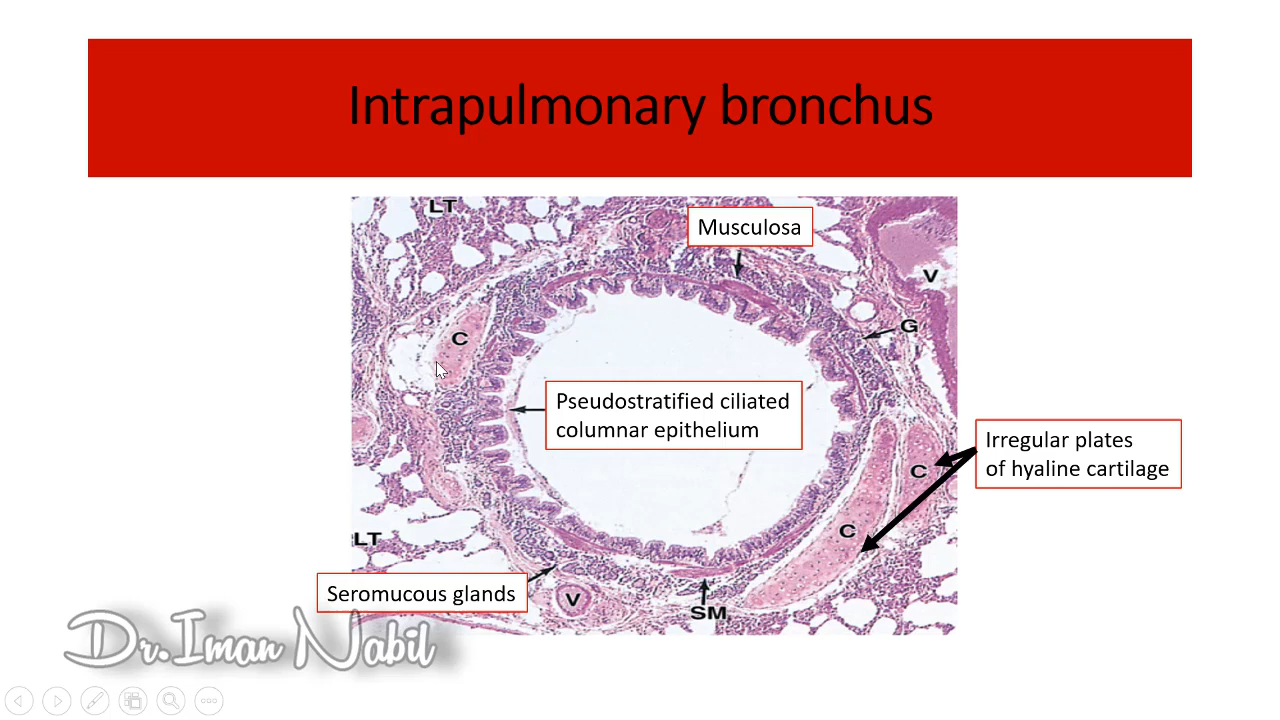 Intrapulmonary bronchus
LT
Musculosa
V
G
C
Pseudostratified ciliated
columnar epithelium
Irregular plates
of hyaline cartilage
C
C
LT
Seromucous glands
V
SM
Dr.Iman Nabil